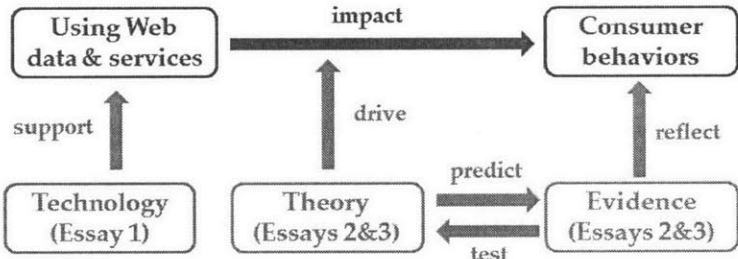 impact
Using Web
data & services
Consumer
behaviors
support
drive
reflect
predict
Technology
(Essay 1)
Theory
(Essays 2&3)
Evidence
(Essays 2&3)
test